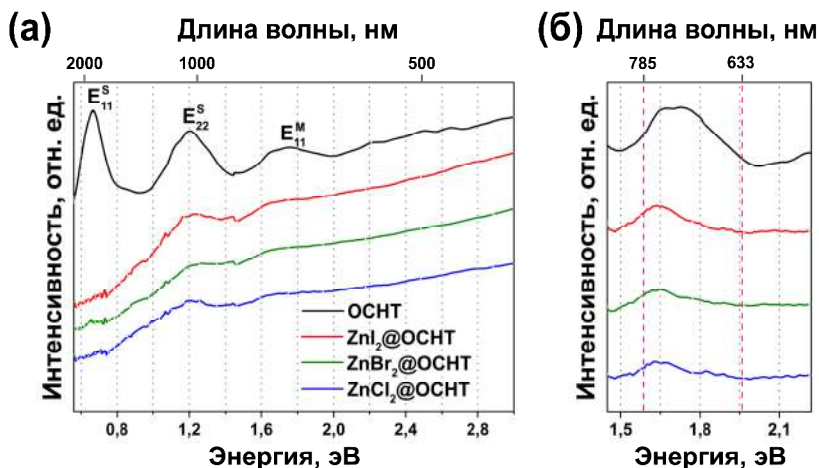 (а) Длина волны, нм
2000 1000 500
Интенсивность, отн. ед.
E₁₁ˢ
E₂₂ˢ
E₁₁ᴹ
ОСНТ
ZnI₂@ОСНТ
ZnBr₂@ОСНТ
ZnCl₂@ОСНТ
0,8 1,2 1,6 2,0 2,4 2,8
Энергия, эВ
(б) Длина волны, нм
785 633
Интенсивность, отн. ед.
1,5 1,8 2,1
Энергия, эВ